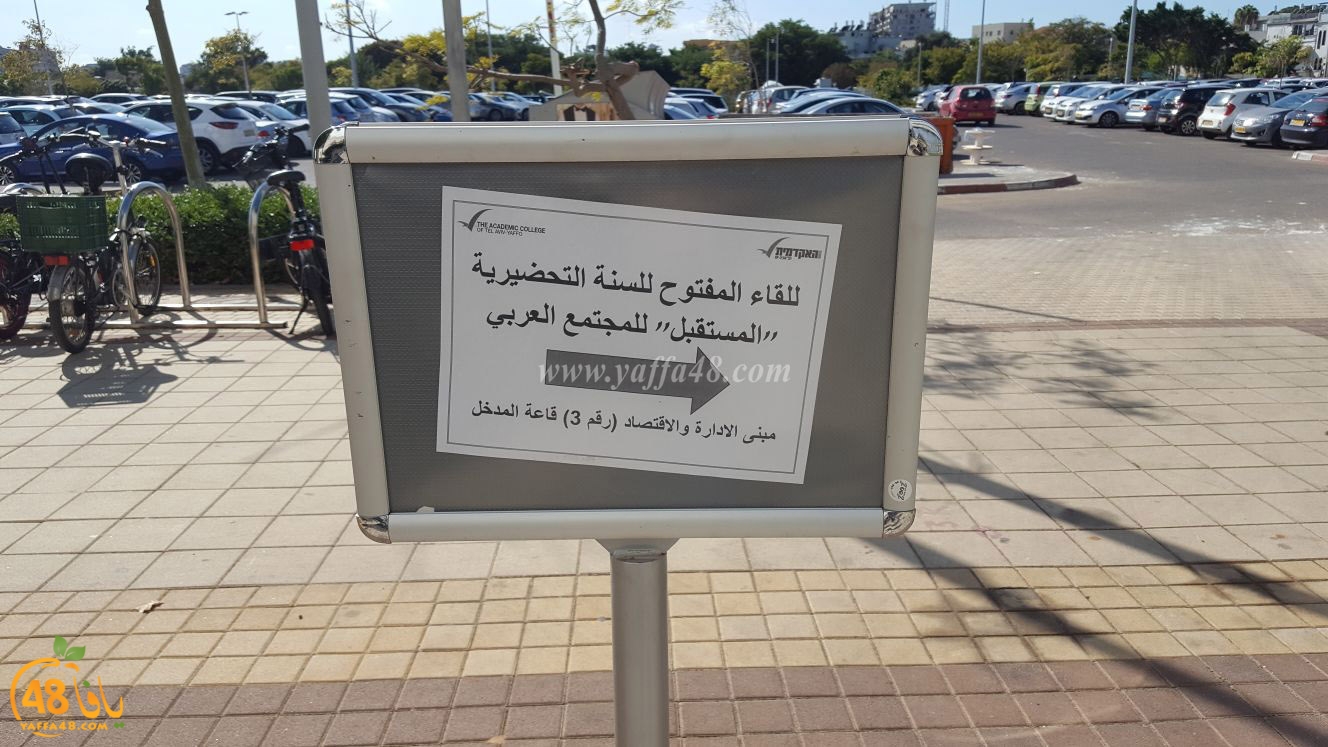 THE ACADEMIC COLLEGE
OF TEL AVIV-YAFFO
האקדמית
للقاء المفتوح للسنة التحضيرية
"المستقبل" للمجتمع العربي
www.yaffa48.com
مبنى الادارة والاقتصاد (رقم 3) قاعة المدخل
48 يافا
YAFFA48.COM